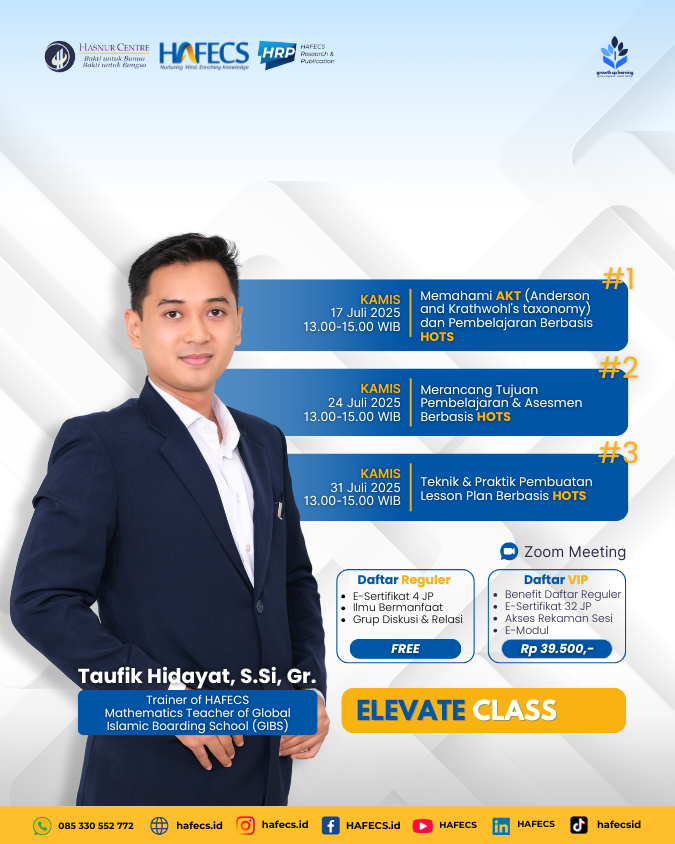 HASNUR CENTRE
Bakti untuk Banua
Bakti untuk Bangsa
HAFECS
Nurturing Mind, Enriching Knowledge
HRP
HAFECS
Research &
Publication
growth up learning
#1
KAMIS
17 Juli 2025
13.00-15.00 WIB
Memahami AKT (Anderson
and Krathwohl's taxonomy)
dan Pembelajaran Berbasis
HOTS
#2
KAMIS
24 Juli 2025
13.00-15.00 WIB
Merancang Tujuan
Pembelajaran & Asesmen
Berbasis HOTS
#3
KAMIS
31 Juli 2025
13.00-15.00 WIB
Teknik & Praktik Pembuatan
Lesson Plan Berbasis HOTS
Zoom Meeting
Daftar Reguler
• E-Sertifikat 4 JP
• Ilmu Bermanfaat
• Grup Diskusi & Relasi
FREE
Daftar VIP
• Benefit Daftar Reguler
• E-Sertifikat 32 JP
• Akses Rekaman Sesi
• E-Modul
Rp 39.500,-
Taufik Hidayat, S.Si, Gr.
Trainer of HAFECS
Mathematics Teacher of Global
Islamic Boarding School (GIBS)
ELEVATE CLASS
085 330 552 772 hafecs.id hafecs.id HAFECS.id HAFECS HAFECS hafecsid